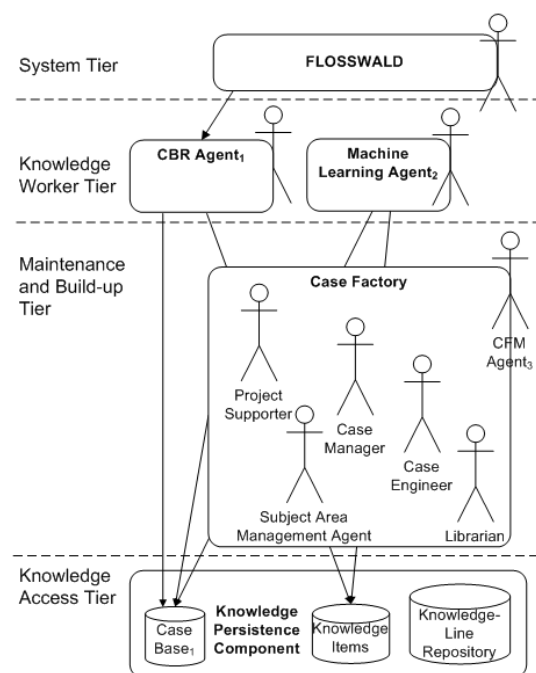 System Tier
FLOSSWALD
Knowledge
Worker Tier
CBR Agent₁
Machine
Learning Agent₂
Maintenance
and Build-up
Tier
Case Factory
CFM
Agent₃
Project
Supporter
Case
Manager
Case
Engineer
Subject Area
Management Agent
Librarian
Knowledge
Access Tier
Case
Base₁
Knowledge
Persistence
Component
Knowledge
Items
Knowledge-
Line
Repository